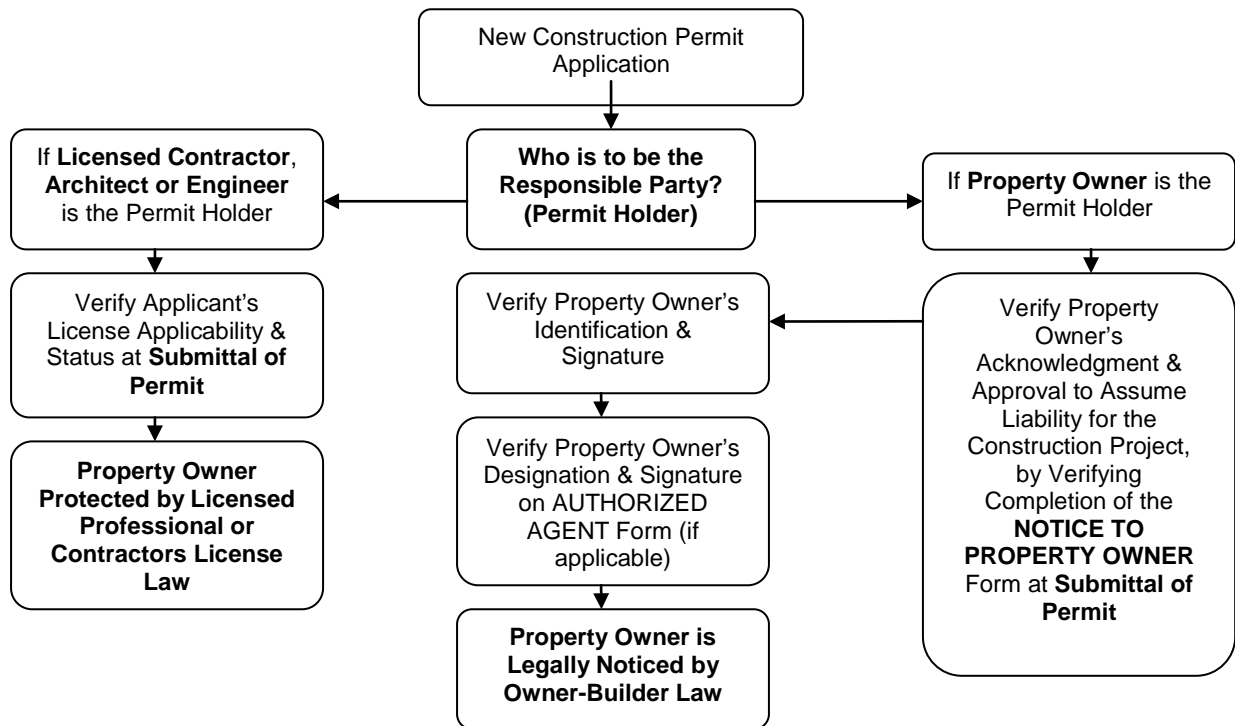 New Construction Permit
Application
Who is to be the
Responsible Party?
(Permit Holder)
If Licensed Contractor,
Architect or Engineer
is the Permit Holder
Verify Applicant's
License Applicability &
Status at Submittal of
Permit
Property Owner
Protected by Licensed
Professional or
Contractors License
Law
If Property Owner is the
Permit Holder
Verify Property
Owner's
Acknowledgment &
Approval to Assume
Liability for the
Construction Project,
by Verifying
Completion of the
NOTICE TO
PROPERTY OWNER
Form at Submittal of
Permit
Verify Property Owner's
Identification &
Signature
Verify Property Owner's
Designation & Signature
on AUTHORIZED
AGENT Form (if
applicable)
Property Owner is
Legally Noticed by
Owner-Builder Law